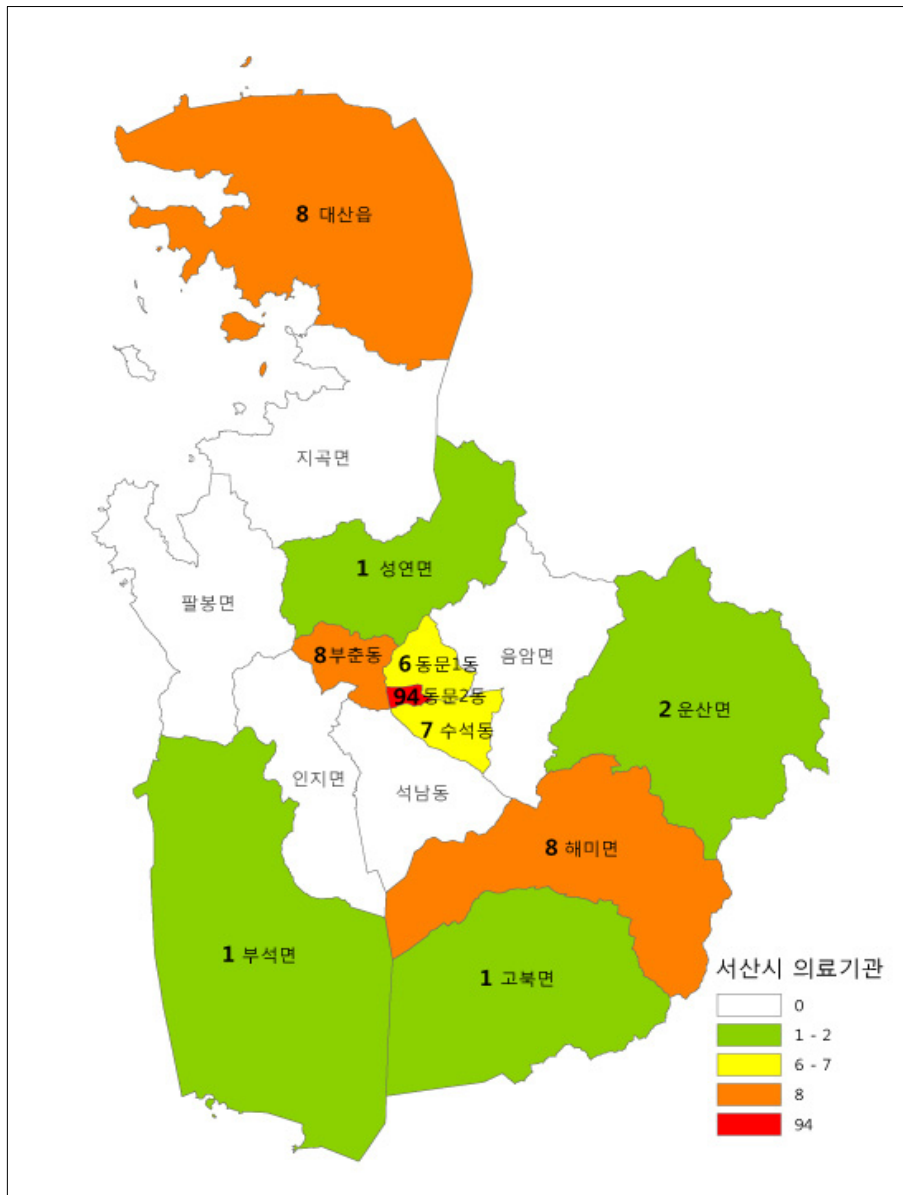 8 대산읍
지곡면
1 성연면
팔봉면
8 부춘동
6 동문1동
음암면
94 동문2동
2 운산면
7 수석동
인지면
석남동
8 해미면
1 부석면
1 고북면
서산시 의료기관
0
1 - 2
6 - 7
8
94